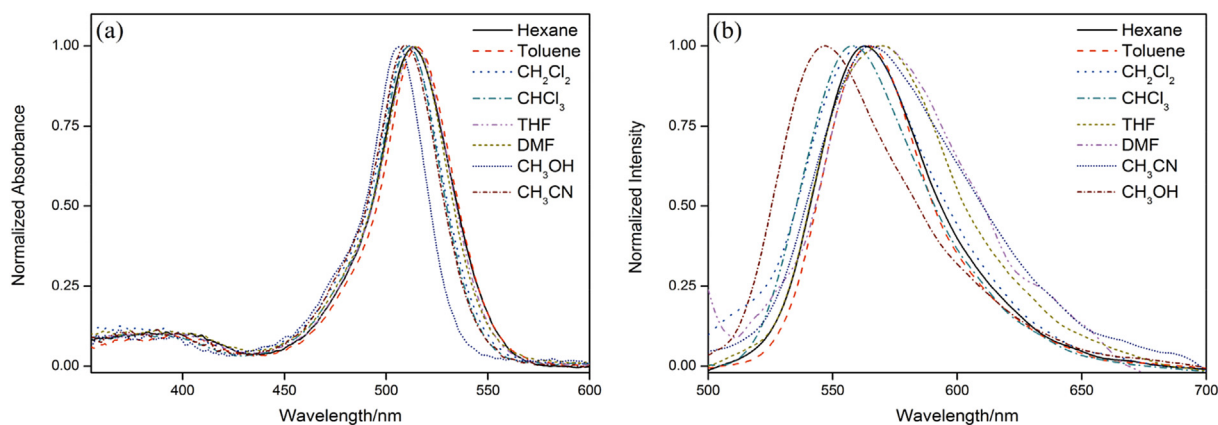 (a)
Hexane
Toluene
CH₂Cl₂
CHCl₃
THF
DMF
CH₃OH
CH₃CN
1.00
0.75
0.50
0.25
0.00
Normalized Absorbance
400
450
500
550
600
Wavelength/nm
(b)
Hexane
Toluene
CH₂Cl₂
CHCl₃
THF
DMF
CH₃CN
CH₃OH
1.00
0.75
0.50
0.25
0.00
Normalized Intensity
500
550
600
650
700
Wavelength/nm